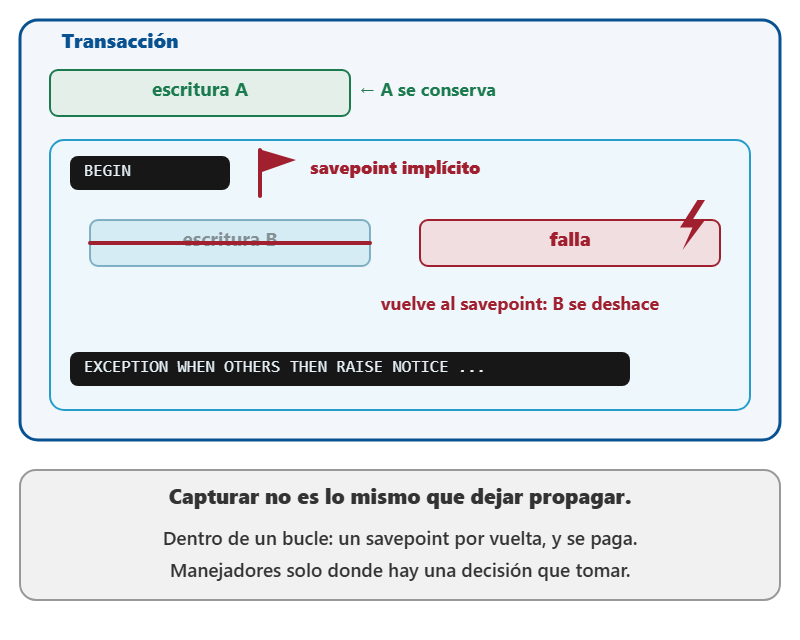 Transacción
escritura A
← A se conserva
BEGIN
savepoint implícito
escritura B
falla
vuelve al savepoint: B se deshace
EXCEPTION WHEN OTHERS THEN RAISE NOTICE ...
Capturar no es lo mismo que dejar propagar.
Dentro de un bucle: un savepoint por vuelta, y se paga.
Manejadores solo donde hay una decisión que tomar.